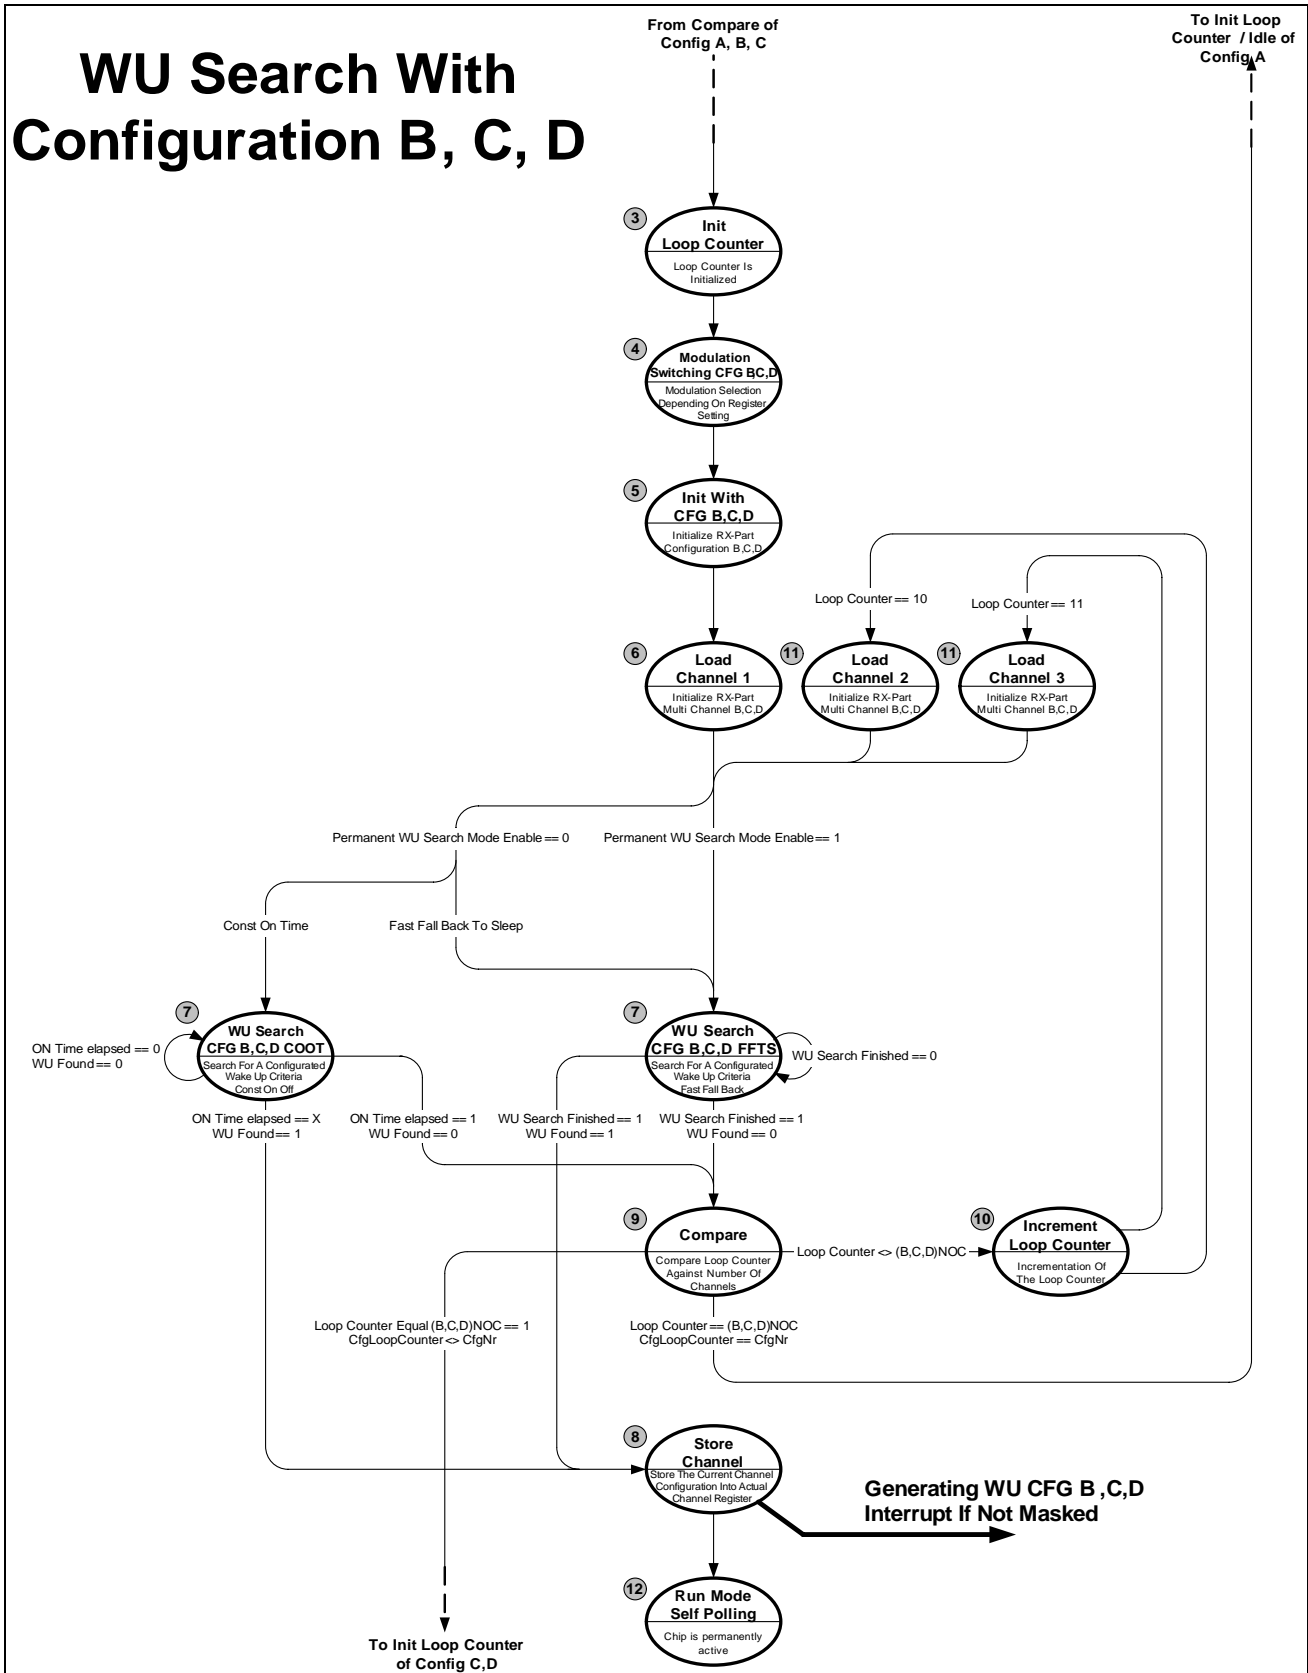 From Compare of
Config A, B, C
To Init Loop
Counter / Idle of
Config A
WU Search With
Configuration B, C, D
3
Init
Loop Counter
Loop Counter Is
Initialized
4
Modulation
Switching CFG B,C,D
Modulation Selection
Depending On Register
Setting
5
Init With
CFG B,C,D
Initialize RX-Part
Configuration B,C,D
Loop Counter == 10
Loop Counter == 11
6
Load
Channel 1
Initialize RX-Part
Multi Channel B,C,D
11
Load
Channel 2
Initialize RX-Part
Multi Channel B,C,D
11
Load
Channel 3
Initialize RX-Part
Multi Channel B,C,D
Permanent WU Search Mode Enable == 0
Permanent WU Search Mode Enable == 1
Const On Time
Fast Fall Back To Sleep
7
WU Search
CFG B,C,D COOT
Search For A Configurated
Wake Up Criteria
Const On Off
ON Time elapsed == 0
WU Found == 0
7
WU Search
CFG B,C,D FFTS
Search For A Configurated
Wake Up Criteria
Fast Fall Back
WU Search Finished == 0
ON Time elapsed == X
WU Found == 1
ON Time elapsed == 1
WU Found == 0
WU Search Finished == 1
WU Found == 1
WU Search Finished == 1
WU Found == 0
9
Compare
Compare Loop Counter
Against Number Of
Channels
Loop Counter <> (B,C,D)NOC
10
Increment
Loop Counter
Incrementation Of
The Loop Counter
Loop Counter Equal (B,C,D)NOC == 1
CfgLoopCounter <> CfgNr
Loop Counter == (B,C,D)NOC
CfgLoopCounter == CfgNr
8
Store
Channel
Store The Current Channel
Configuration Into Actual
Channel Register
Generating WU CFG B ,C,D
Interrupt If Not Masked
12
Run Mode
Self Polling
Chip is permanently
active
To Init Loop Counter
of Config C,D